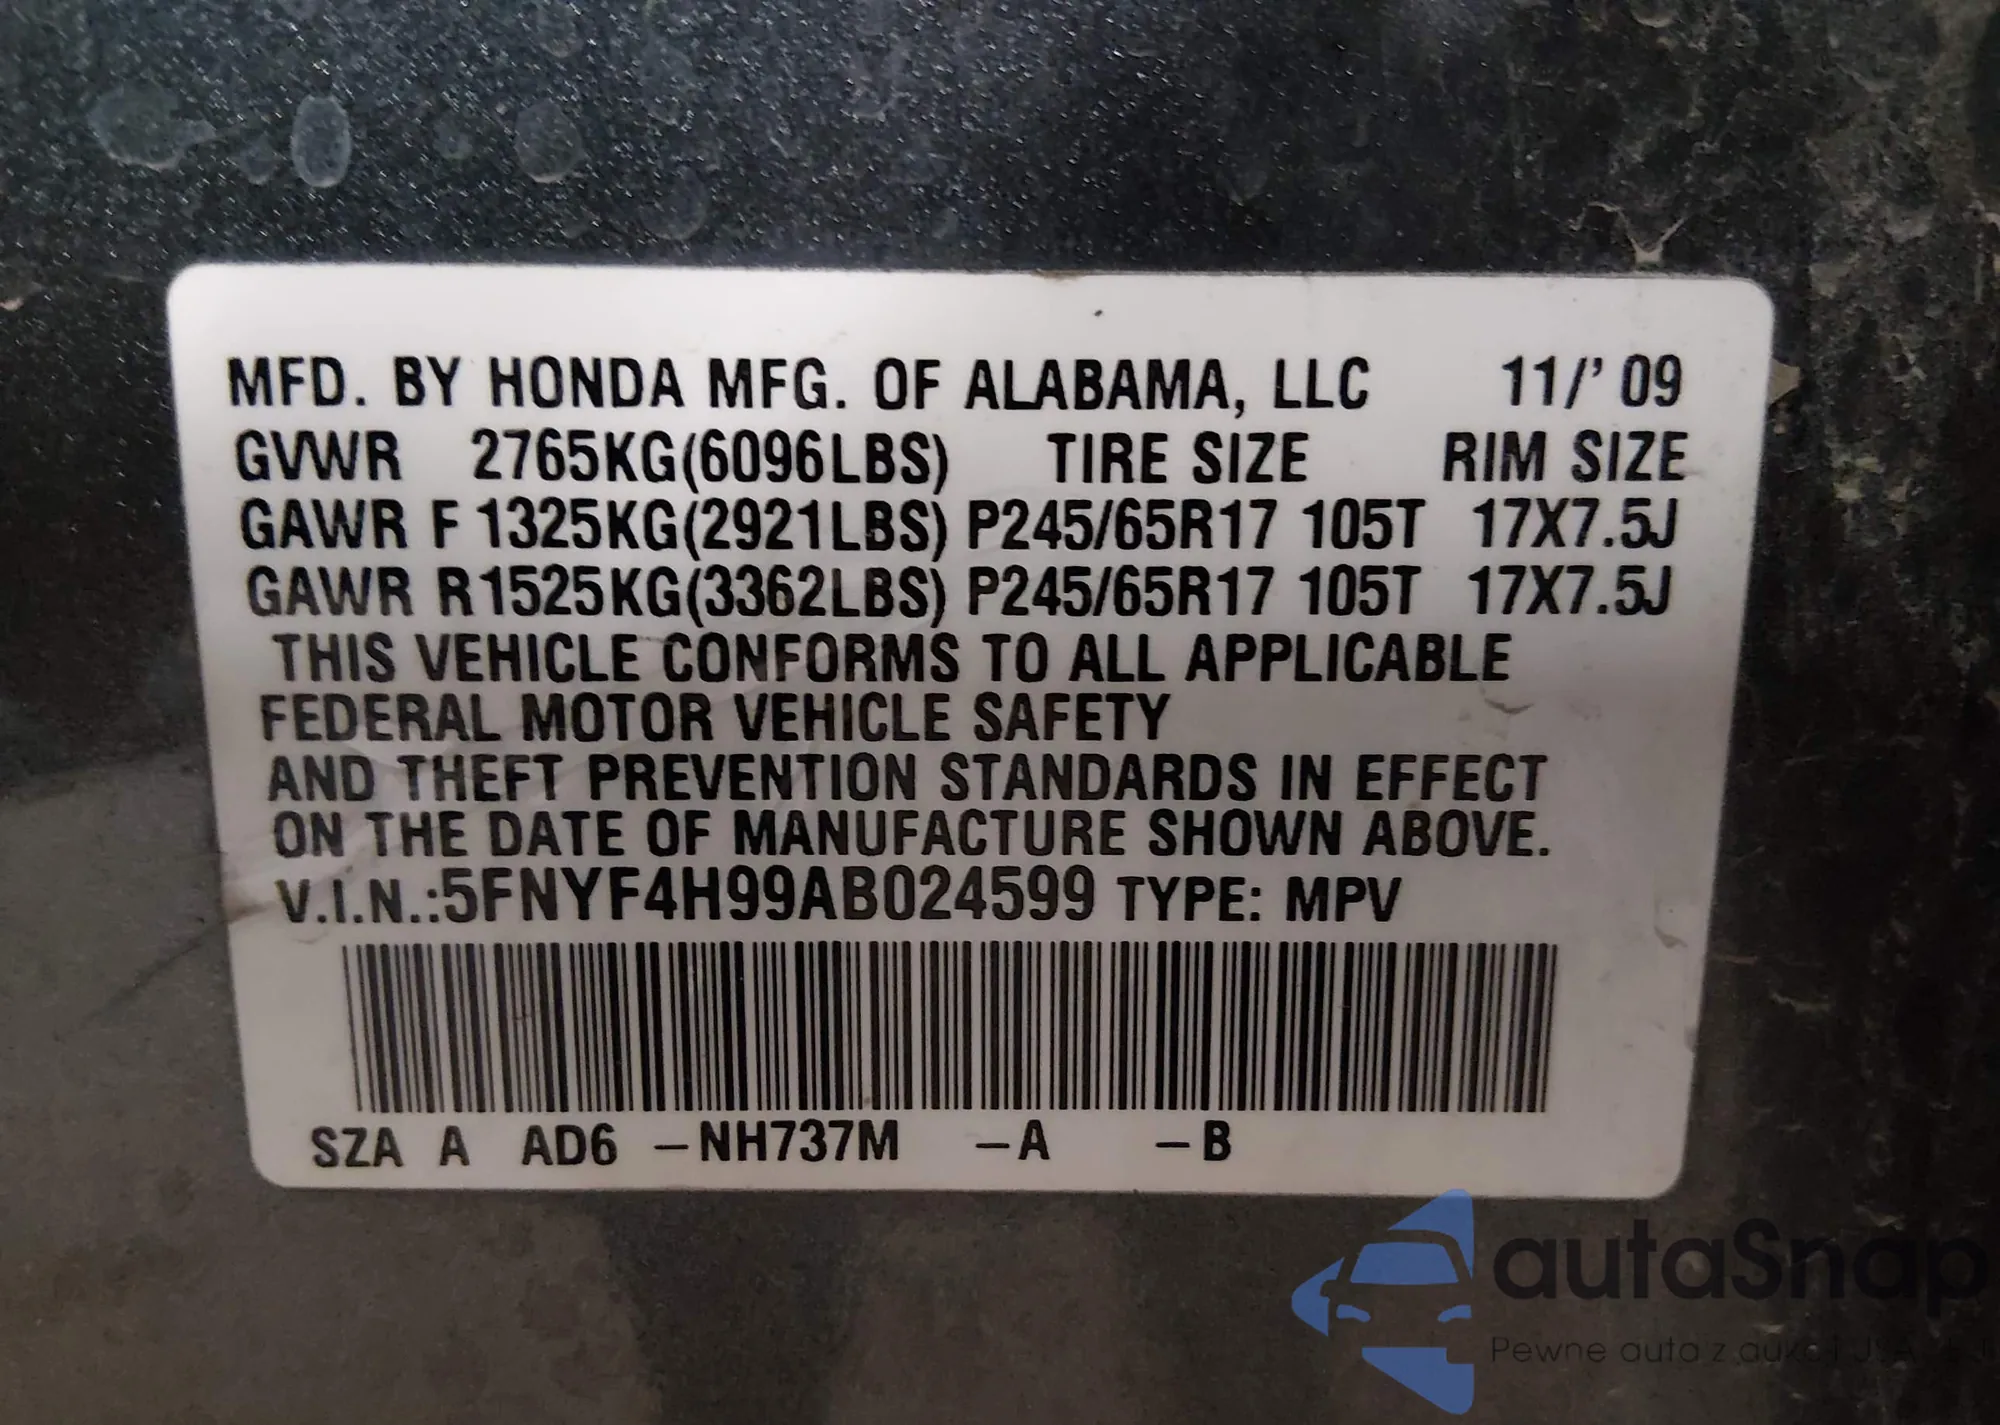 MFD. BY HONDA MFG. OF ALABAMA, LLC 11/' 09
GVWR 2765KG(6096LBS) TIRE SIZE RIM SIZE
GAWR F 1325KG(2921LBS) P245/65R17 105T 17X7.5J
GAWR R1525KG(3362LBS) P245/65R17 105T 17X7.5J
THIS VEHICLE CONFORMS TO ALL APPLICABLE
FEDERAL MOTOR VEHICLE SAFETY
AND THEFT PREVENTION STANDARDS IN EFFECT
ON THE DATE OF MANUFACTURE SHOWN ABOVE.
V.I.N.:5FNYF4H99AB024599 TYPE: MPV
SZA A AD6 –NH737M –A –B
autaSnap
Pewne auta z